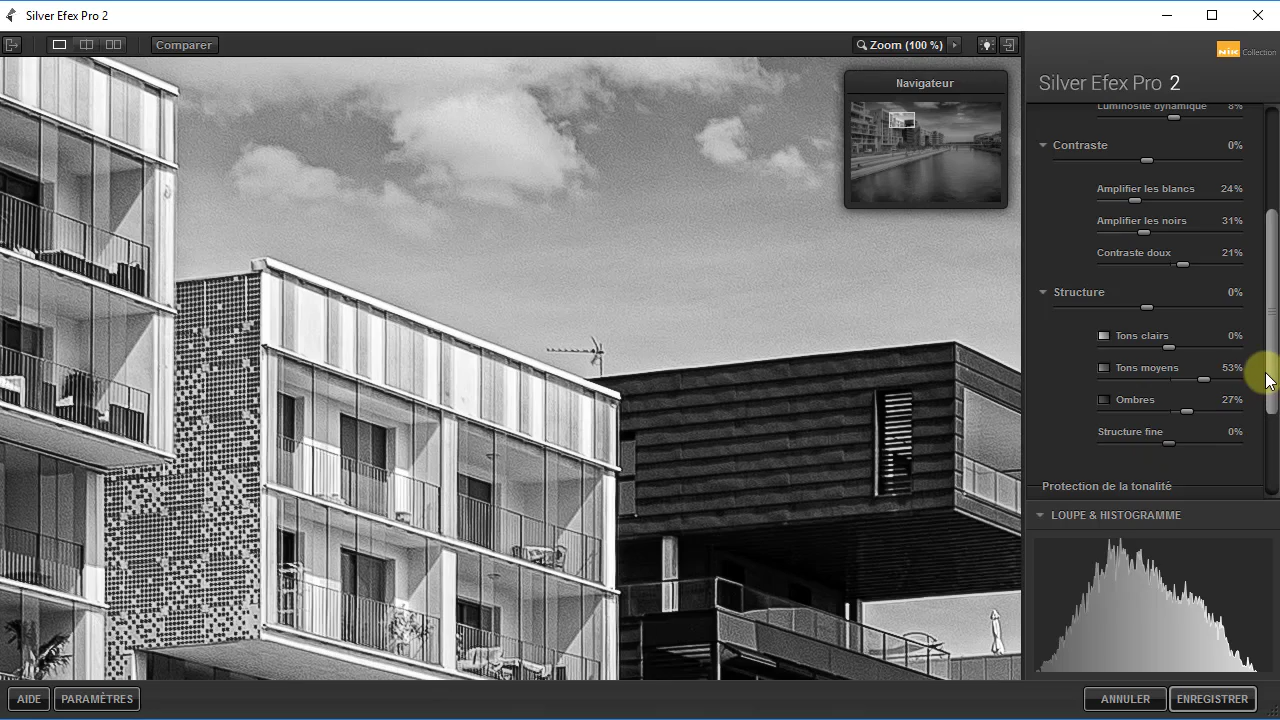 Silver Efex Pro 2
Comparer
Zoom (100 %)
Nik Collection
Silver Efex Pro 2
Navigateur
Luminosité dynamique 8%
Contraste 0%
Amplifier les blancs 24%
Amplifier les noirs 31%
Contraste doux 21%
Structure 0%
Tons clairs 0%
Tons moyens 53%
Ombres 27%
Structure fine 0%
Protection de la tonalité
LOUPE & HISTOGRAMME
AIDE
PARAMÈTRES
ANNULER
ENREGISTRER